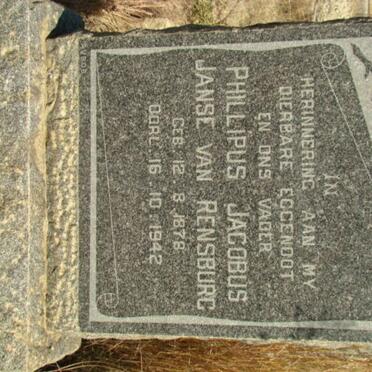 IN
HERINNERING AAN MY
DIERBARE EGGENOOT
EN ONS VADER
PHILLIPUS JACOBUS
JANSE VAN RENSBURG
GEB. 12. 8. 1878
OORL. 16. 10. 1942